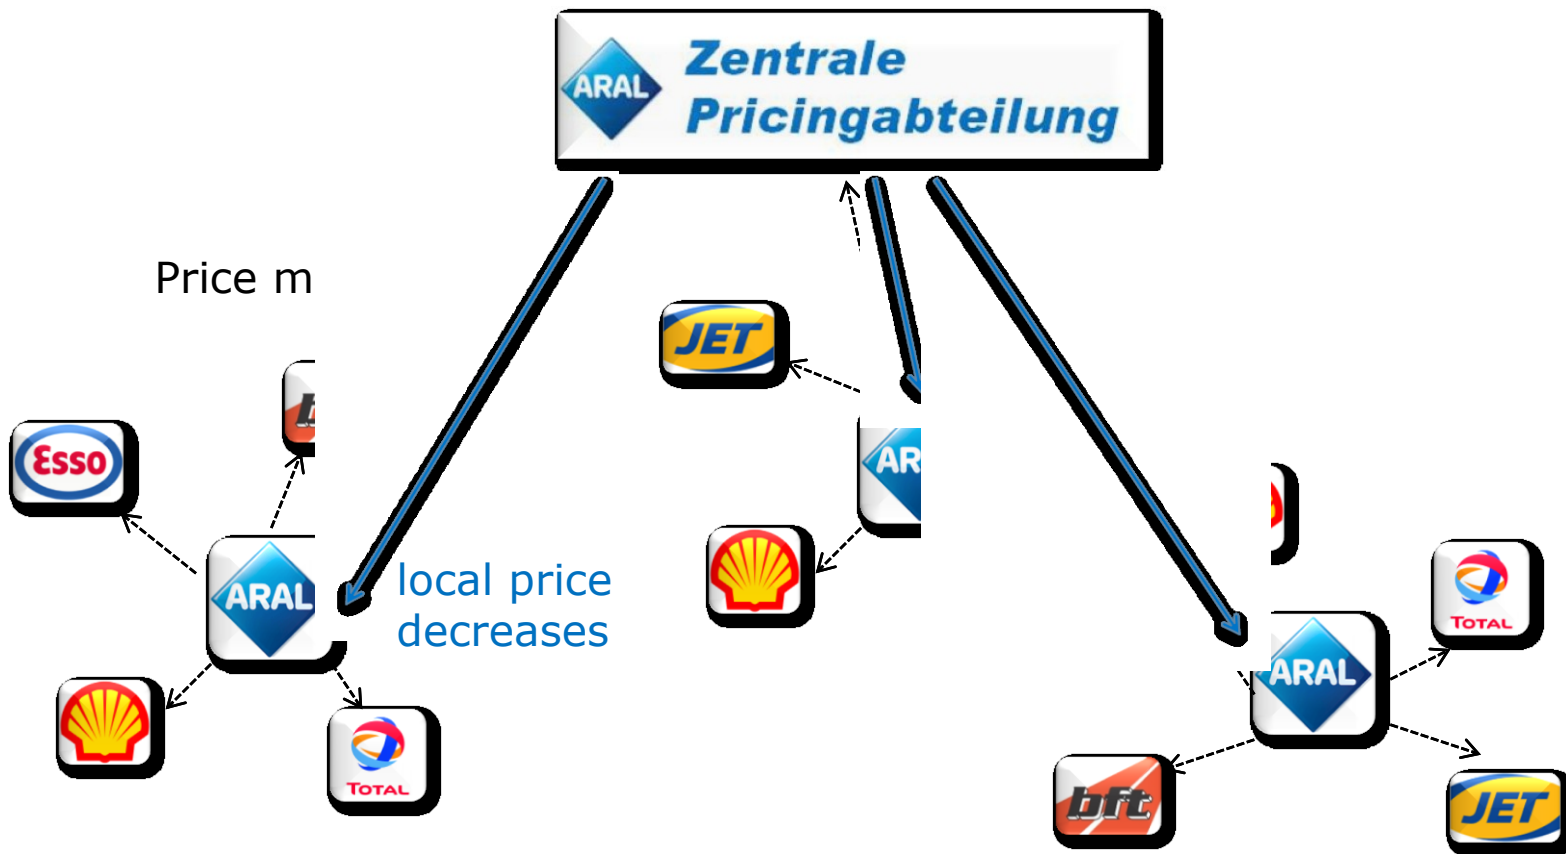 ARAL
Zentrale
Pricingabteilung
Price m
JET
Esso
b
AR
ARAL
local price
decreases
TOTAL
ARAL
TOTAL
bft
JET